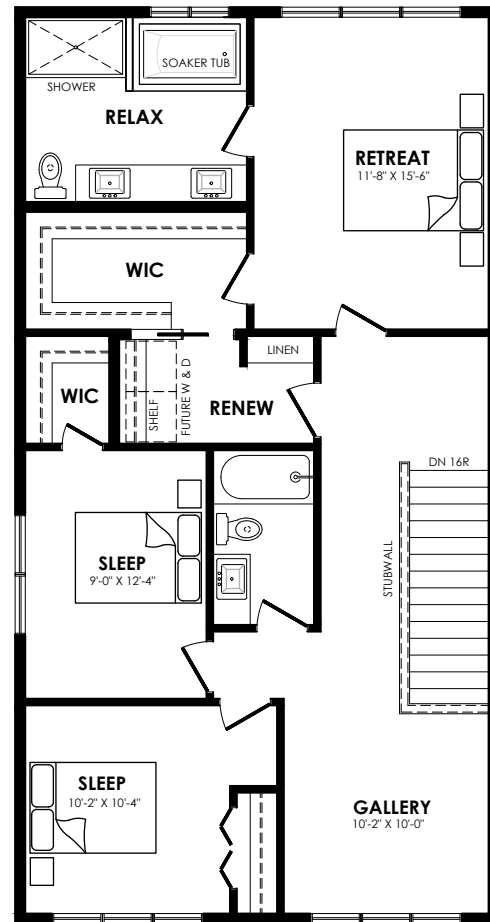 SOAKER TUB
SHOWER
RELAX
RETREAT
11'-8" X 15'-6"
WIC
LINEN
WIC
SHELF
FUTURE W & D
RENEW
DN 16R
STUBWALL
SLEEP
9'-0" X 12'-4"
SLEEP
10'-2" X 10'-4"
GALLERY
10'-2" X 10'-0"